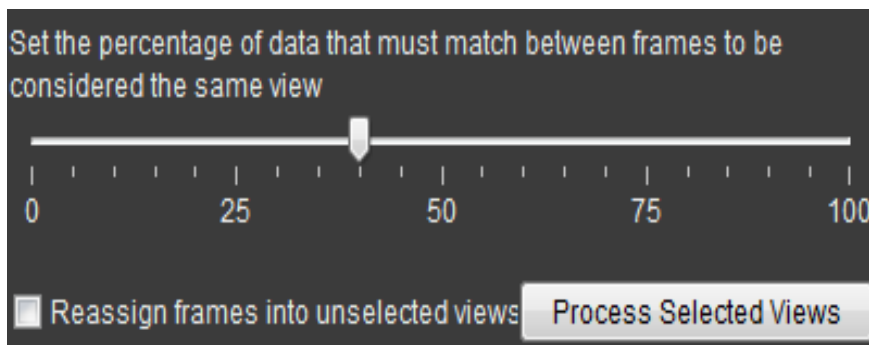 Set the percentage of data that must match between frames to be
considered the same view
0 25 50 75 100
Reassign frames into unselected views Process Selected Views